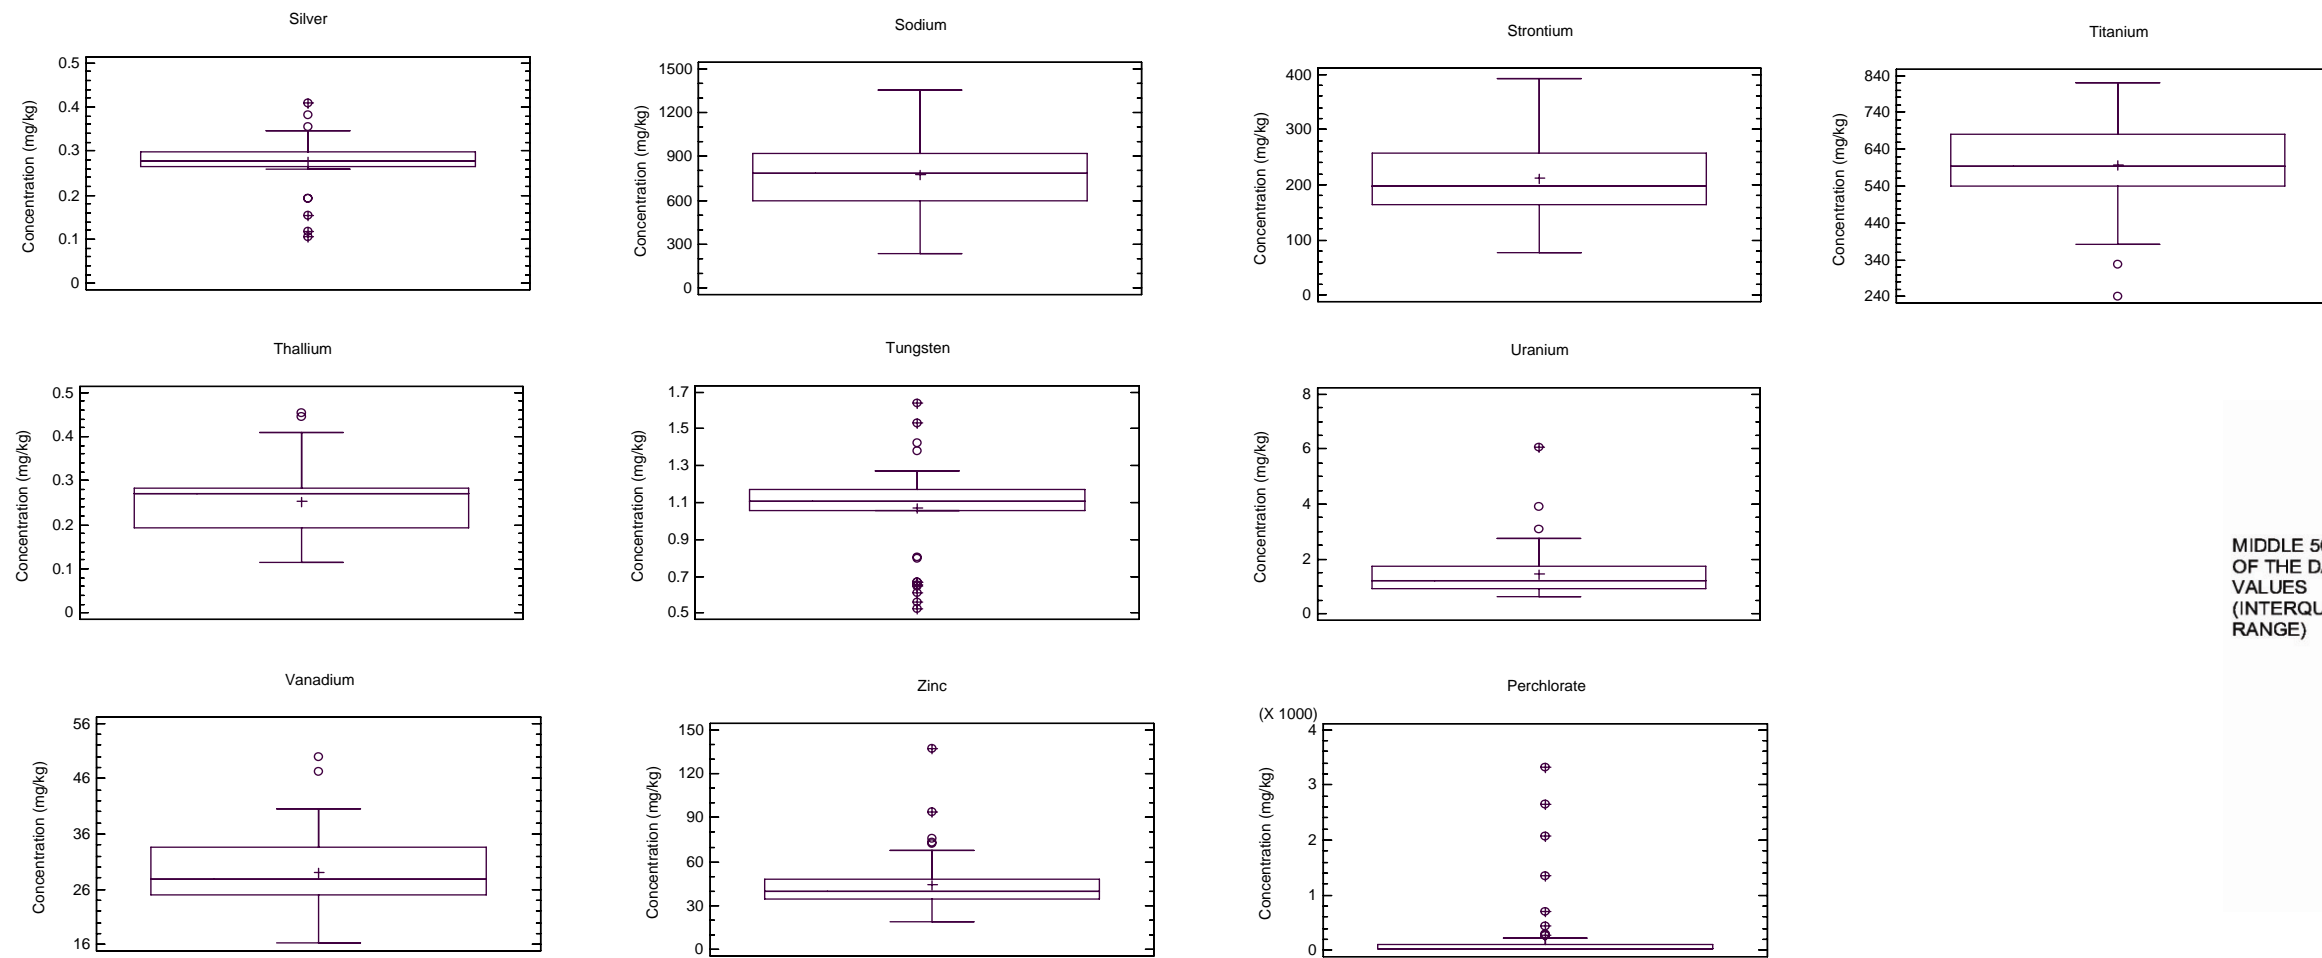 Silver
0.5
0.4
0.3
0.2
0.1
0
Concentration (mg/kg)
Sodium
1500
1200
900
600
300
0
Concentration (mg/kg)
Strontium
400
300
200
100
0
Concentration (mg/kg)
Titanium
840
740
640
540
440
340
240
Concentration (mg/kg)
Thallium
0.5
0.4
0.3
0.2
0.1
0
Concentration (mg/kg)
Tungsten
1.7
1.5
1.3
1.1
0.9
0.7
0.5
Concentration (mg/kg)
Uranium
8
6
4
2
0
Concentration (mg/kg)
MIDDLE
OF THE
VALUES
RANGE)
Vanadium
56
46
36
26
16
Concentration (mg/kg)
Zinc
150
120
90
60
30
0
Concentration (mg/kg)
Perchlorate
(X 1000)
4
3
2
1
0
Concentration (mg/kg)